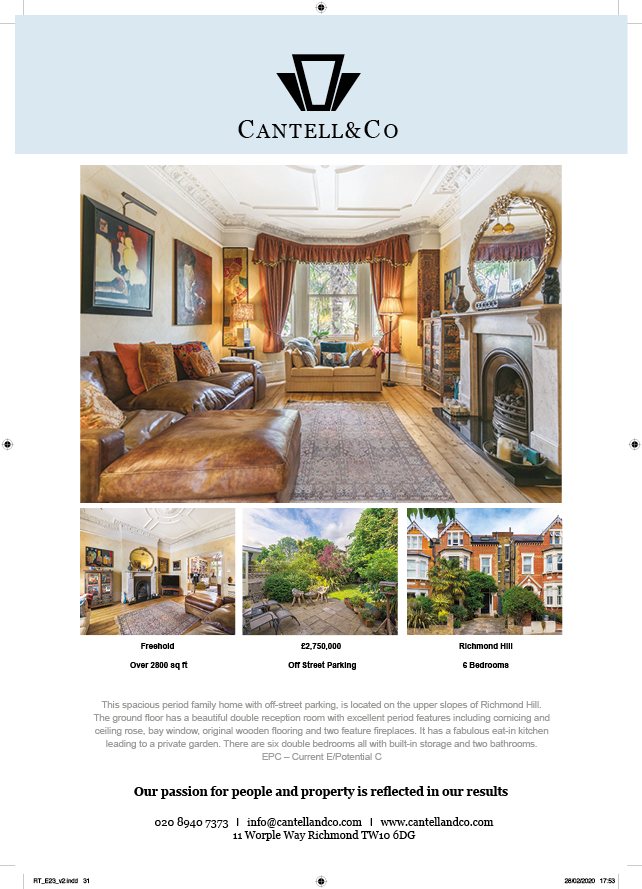 CANTELL&CO
Freehold
£2,750,000
Richmond Hill
Over 2800 sq ft
Off Street Parking
6 Bedrooms
This spacious period family home with off-street parking, is located on the upper slopes of Richmond Hill.
The ground floor has a beautiful double reception room with excellent period features including cornicing and
ceiling rose, bay window, original wooden flooring and two feature fireplaces. It has a fabulous eat-in kitchen
leading to a private garden. There are six double bedrooms all with built-in storage and two bathrooms.
EPC – Current E/Potential C
Our passion for people and property is reflected in our results
020 8940 7373 | info@cantellandco.com | www.cantellandco.com
11 Worple Way Richmond TW10 6DG
RT_E23_v2.indd 31
28/02/2020 17:53